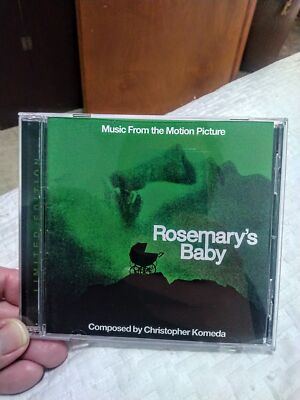 Music From the Motion Picture
Rosemary's
Baby
Composed by Christopher Komeda
LIMITED EDITION